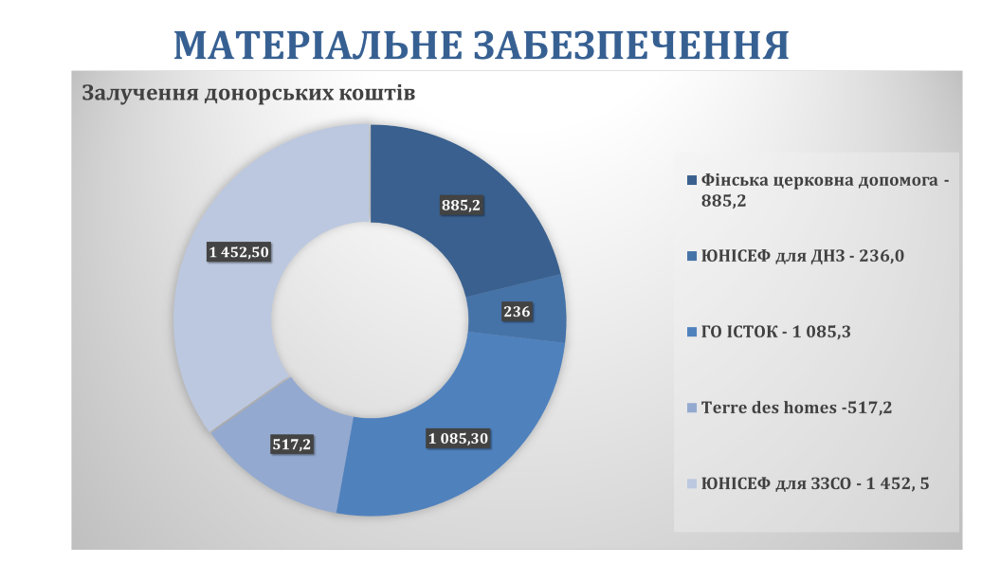 МАТЕРІАЛЬНЕ ЗАБЕЗПЕЧЕННЯ
Залучення донорських коштів
885,2
236
1 085,30
517,2
1 452,50
Фінська церковна допомога -
885,2
ЮНІСЕФ для ДНЗ - 236,0
ГО ІСТОК - 1 085,3
Terre des homes -517,2
ЮНІСЕФ для ЗЗСО - 1 452, 5